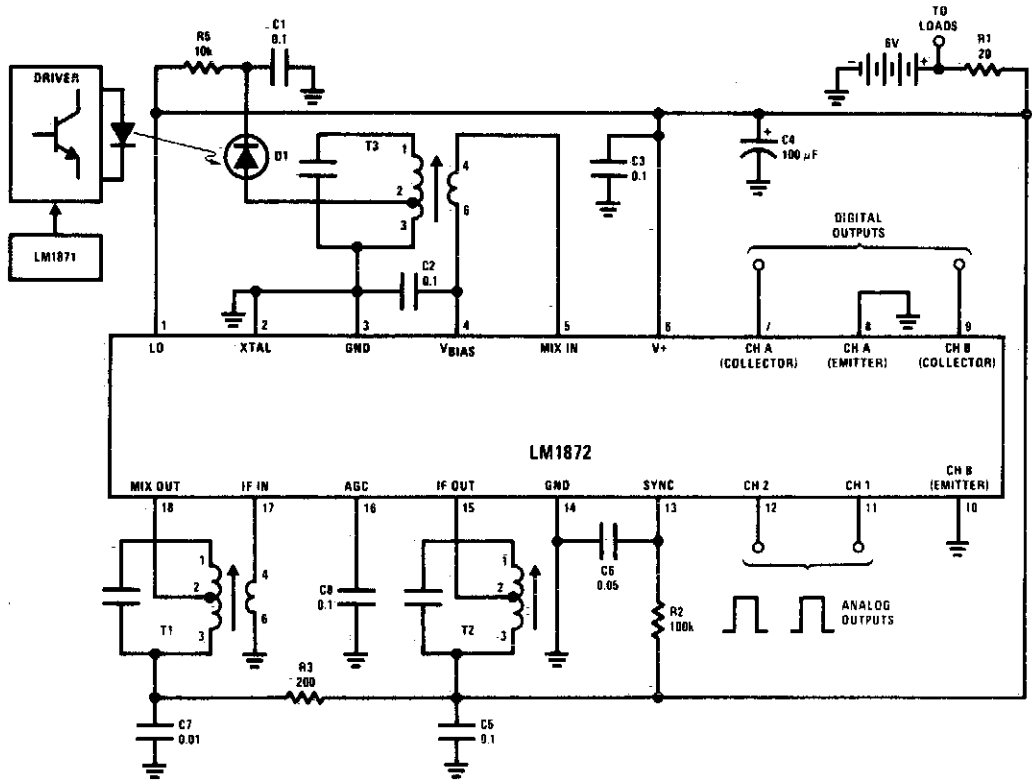 DRIVER
LM1871
R5
10k
C1
0.1
D1
T3
1
2
3
4
6
C2
0.1
C3
0.1
6V
-
+
TO
LOADS
R1
20
+
C4
100 µF
DIGITAL
OUTPUTS
1
2
3
4
5
6
7
8
9
LO
XTAL
GND
VBIAS
MIX IN
V+
CH A
(COLLECTOR)
CH A
(EMITTER)
CH B
(COLLECTOR)
LM1872
MIX OUT
IF IN
AGC
IF OUT
GND
SYNC
CH 2
CH 1
CH B
(EMITTER)
18
17
16
15
14
13
12
11
10
1
2
3
T1
4
6
C8
0.1
1
2
3
T2
C6
0.05
R2
100k
ANALOG
OUTPUTS
R3
200
C7
0.01
C5
0.1